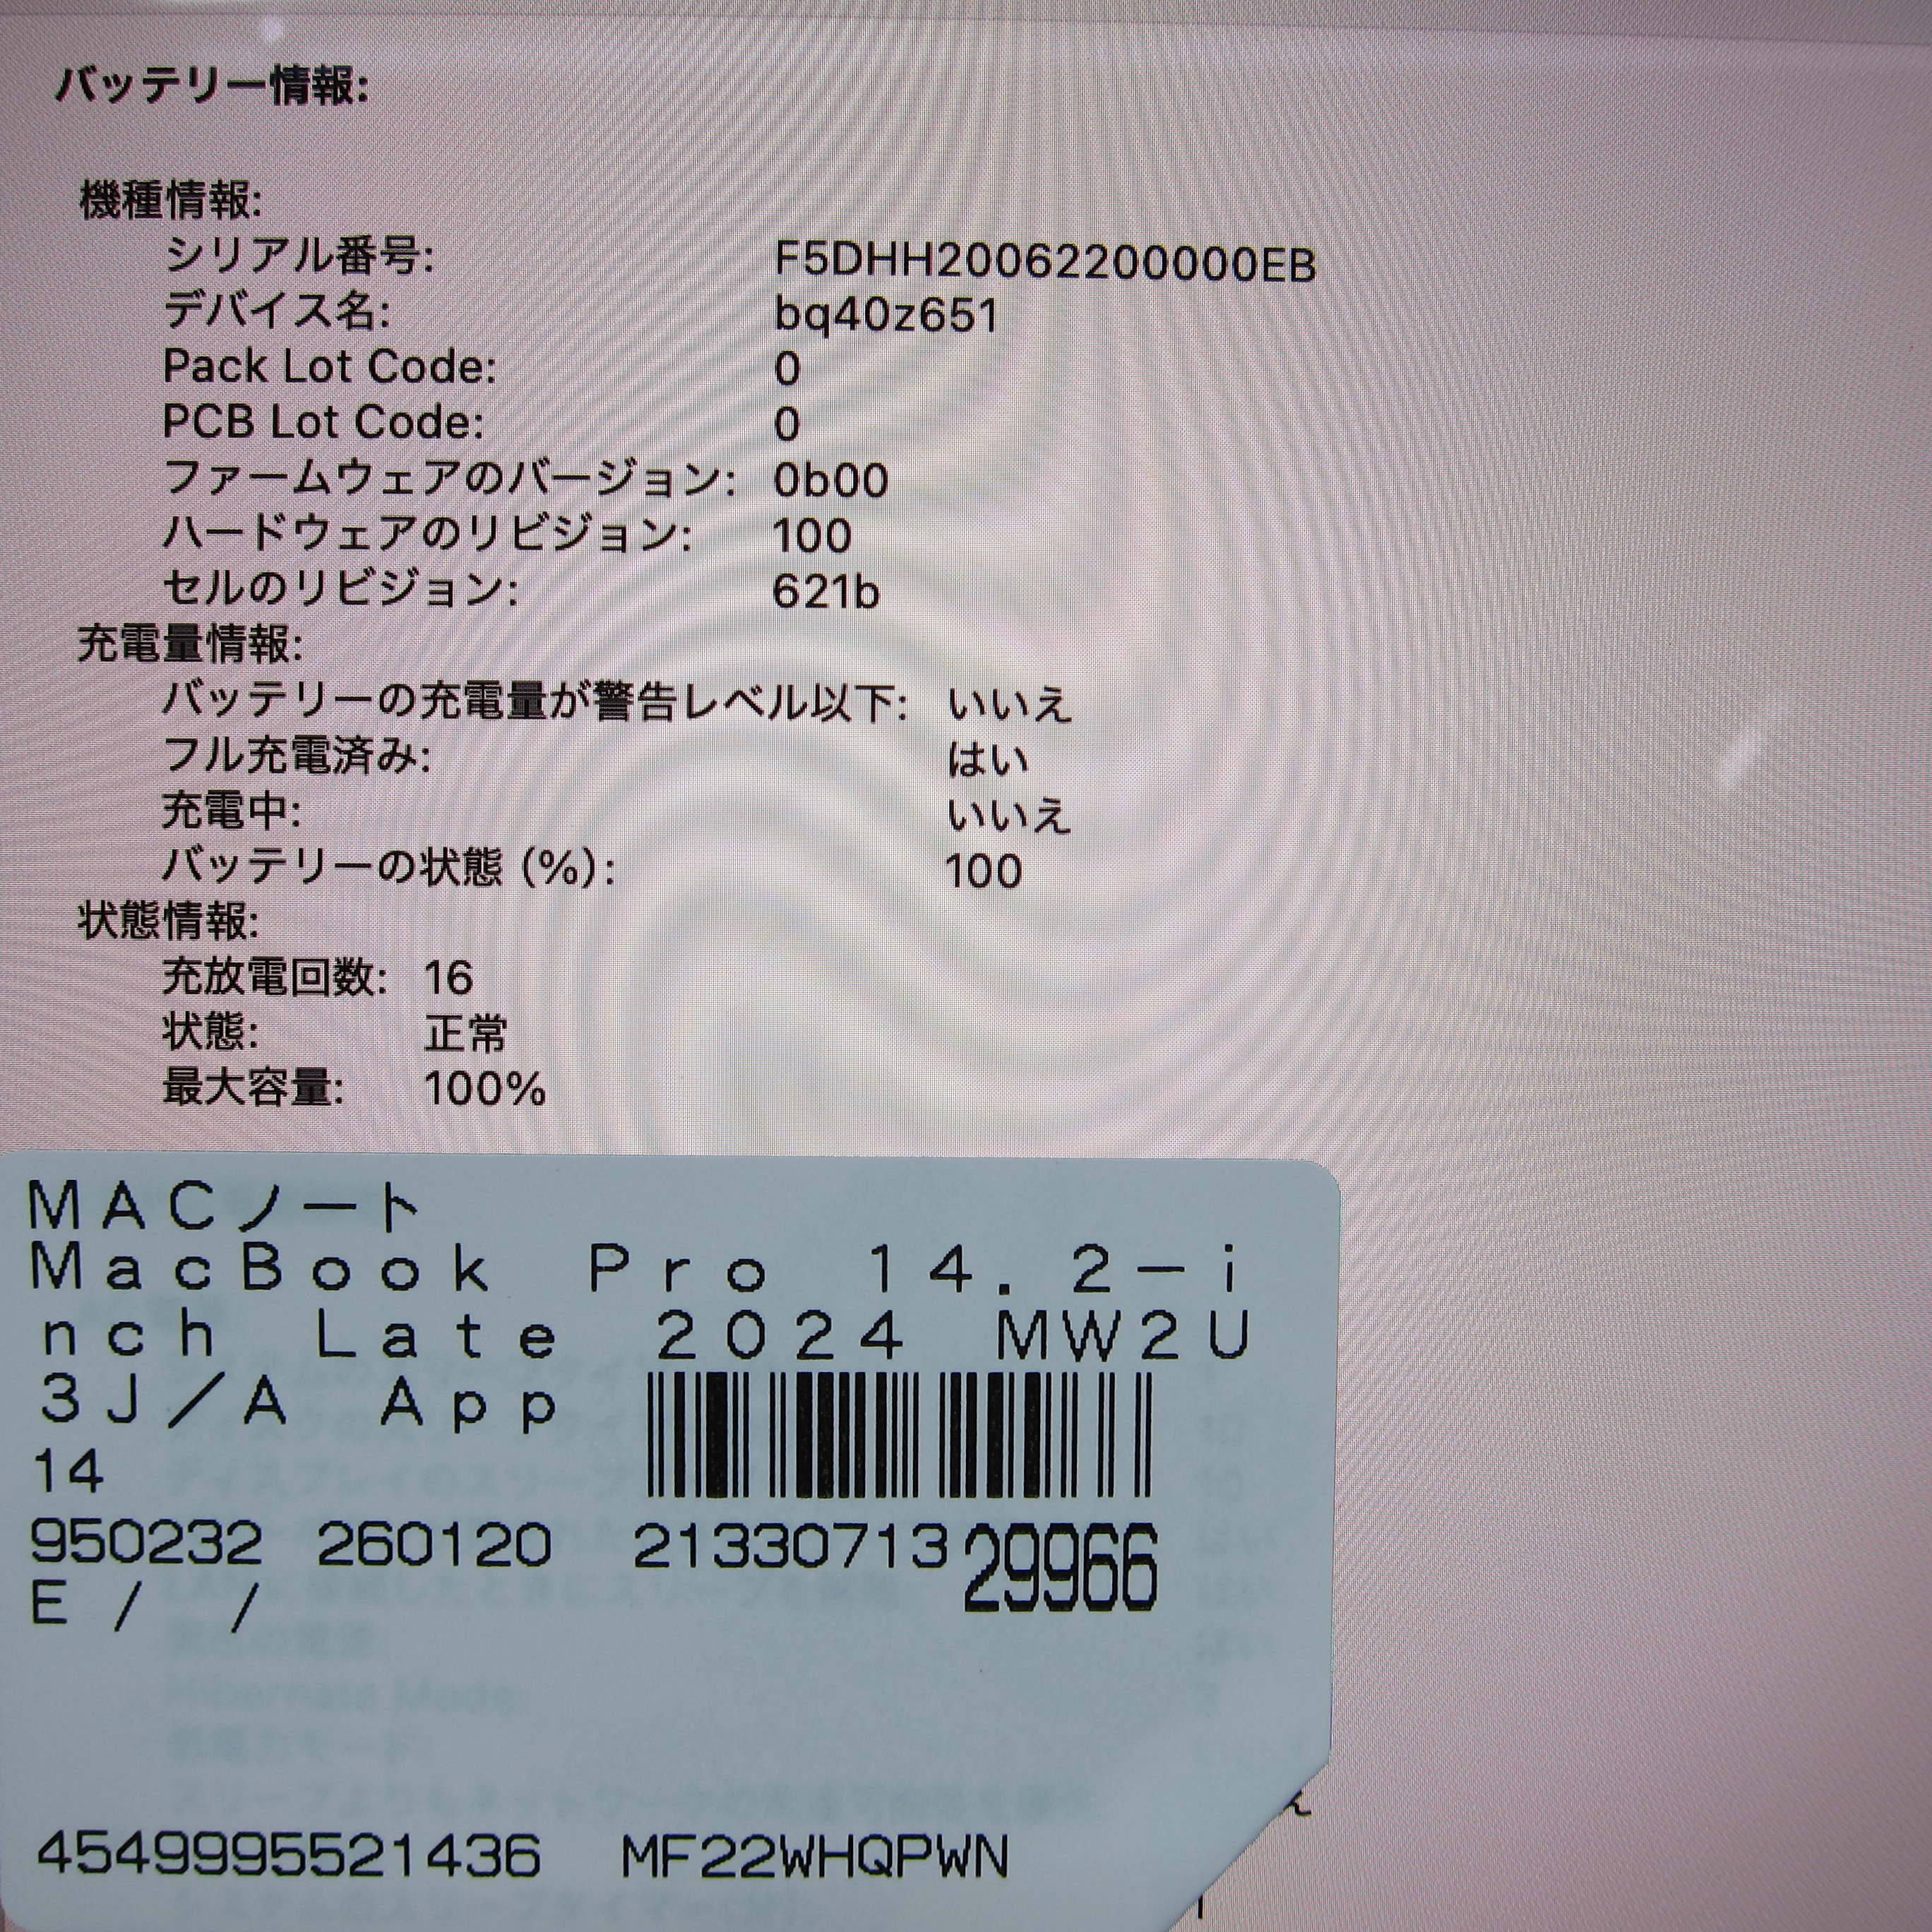 バッテリー情報:
機種情報:
シリアル番号: F5DHH20062200000EB
デバイス名: bq40z651
Pack Lot Code: 0
PCB Lot Code: 0
ファームウェアのバージョン: 0b00
ハードウェアのリビジョン: 100
セルのリビジョン: 621b
充電量情報:
バッテリーの充電量が警告レベル以下: いいえ
フル充電済み: はい
充電中: いいえ
バッテリーの状態 (%): 100
状態情報:
充放電回数: 16
状態: 正常
最大容量: 100%
MACノート
MacBook Pro 14.2-i
nch Late 2024 MW2U
3J/A App
14
950232 260120 21330713 29966
E / /
4549995521436 MF22WHQPWN